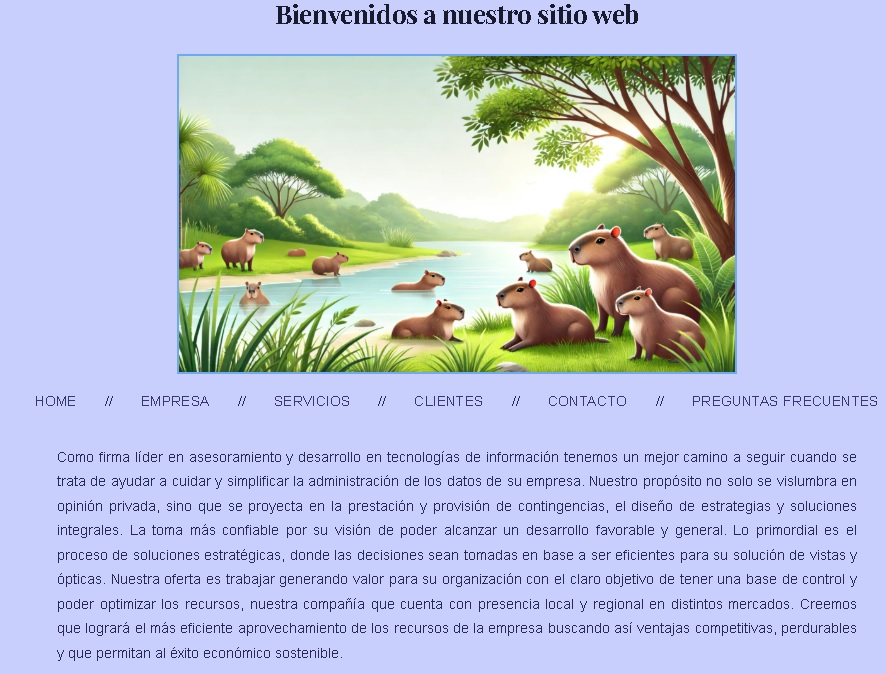 Bienvenidos a nuestro sitio web
HOME // EMPRESA // SERVICIOS // CLIENTES // CONTACTO // PREGUNTAS FRECUENTES
Como firma líder en asesoramiento y desarrollo en tecnologías de información tenemos un mejor camino a seguir cuando se
trata de ayudar a cuidar y simplificar la administración de los datos de su empresa. Nuestro propósito no solo se vislumbra en
opinión privada, sino que se proyecta en la prestación y provisión de contingencias, el diseño de estrategias y soluciones
integrales. La toma más confiable por su visión de poder alcanzar un desarrollo favorable y general. Lo primordial es el
proceso de soluciones estratégicas, donde las decisiones sean tomadas en base a ser eficientes para su solución de vistas y
ópticas. Nuestra oferta es trabajar generando valor para su organización con el claro objetivo de tener una base de control y
poder optimizar los recursos, nuestra compañía que cuenta con presencia local y regional en distintos mercados. Creemos
que logrará el más eficiente aprovechamiento de los recursos de la empresa buscando así ventajas competitivas, perdurables
y que permitan al éxito económico sostenible.